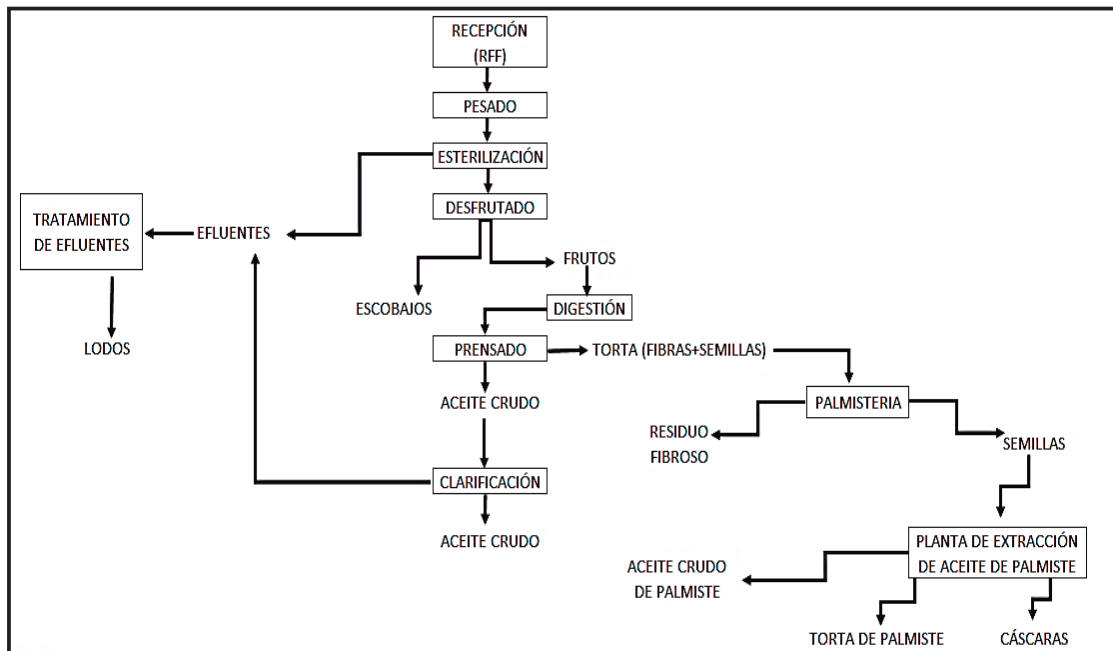 RECEPCIÓN
(RFF)
PESADO
ESTERILIZACIÓN
DESFRUTADO
TRATAMIENTO
DE EFLUENTES
EFLUENTES
FRUTOS
ESCOBAJOS
DIGESTIÓN
LODOS
PRENSADO
TORTA (FIBRAS+SEMILLAS)
ACEITE CRUDO
PALMISTERIA
RESIDUO
FIBROSO
SEMILLAS
CLARIFICACIÓN
ACEITE CRUDO
PLANTA DE EXTRACCIÓN
DE ACEITE DE PALMISTE
ACEITE CRUDO
DE PALMISTE
TORTA DE PALMISTE
CÁSCARAS